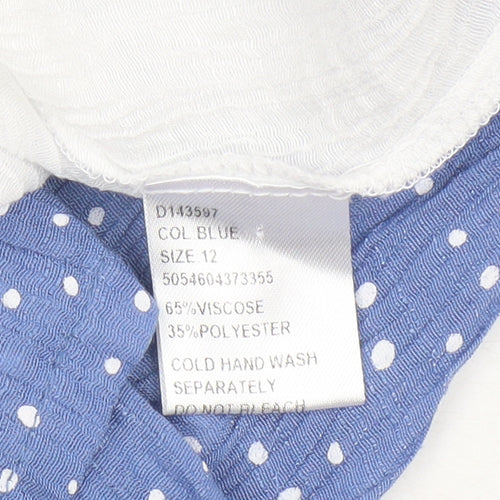 D143597
COL BLUE
SIZE:12
5054604373355
65%VISCOSE
35%POLYESTER
COLD HAND WASH
SEPARATELY
DO NOT BLEACH